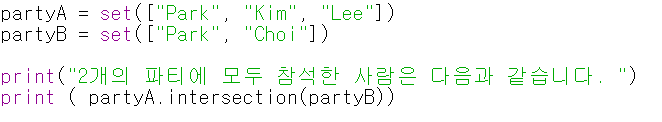 partyA = set(["Park", "Kim", "Lee"])
partyB = set(["Park", "Choi"])
print("2개의 파티에 모두 참석한 사람은 다음과 같습니다. ")
print ( partyA.intersection(partyB))